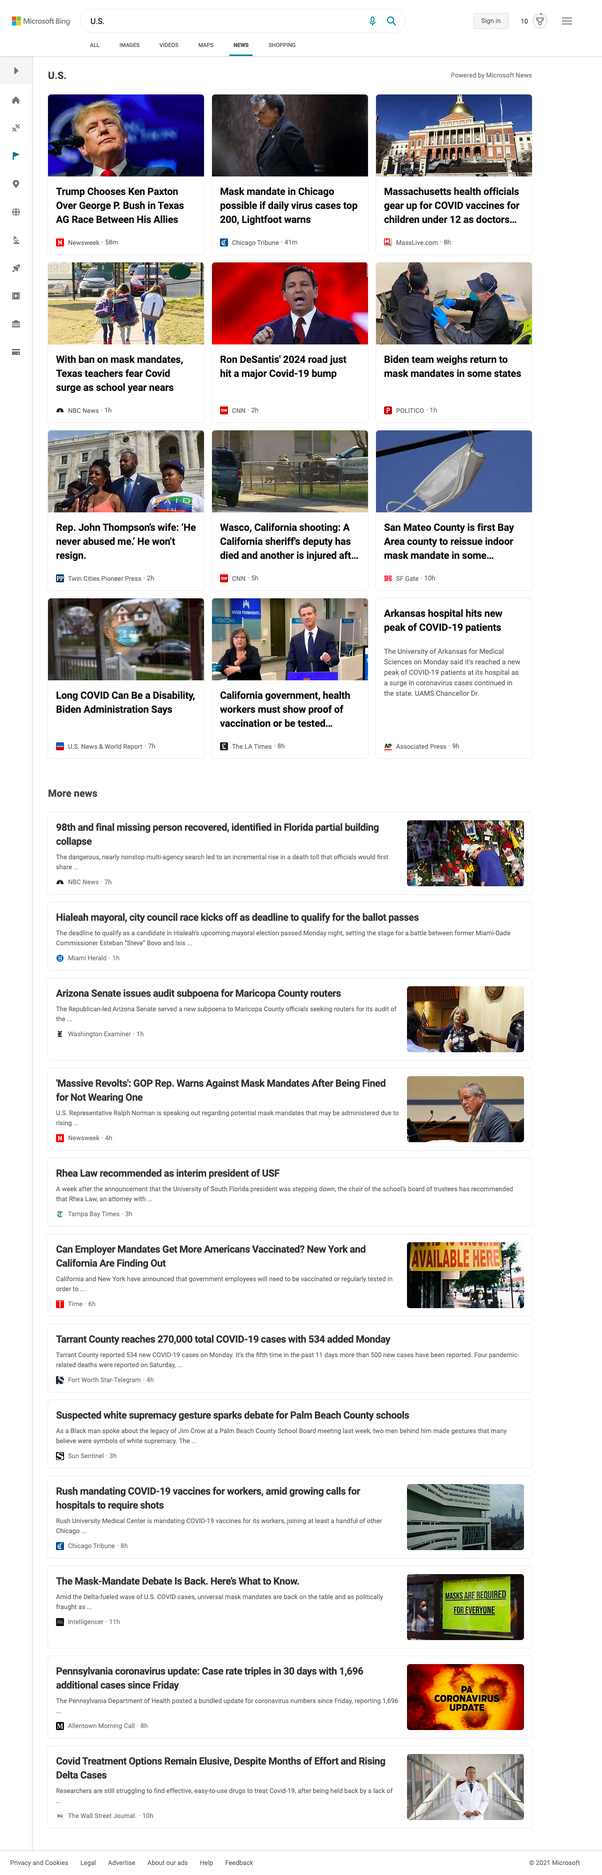 Microsoft Bing
U.S.
Sign in
10
ALL
IMAGES
VIDEOS
MAPS
NEWS
SHOPPING
U.S.
Powered by Microsoft News
Trump Chooses Ken Paxton
Over George P. Bush in Texas
AG Race Between His Allies
Newsweek · 58m
Mask mandate in Chicago
possible if daily virus cases top
200, Lightfoot warns
Chicago Tribune · 41m
Massachusetts health officials
gear up for COVID vaccines for
children under 12 as doctors...
MassLive.com · 8h
With ban on mask mandates,
Texas teachers fear Covid
surge as school year nears
NBC News · 1h
Ron DeSantis' 2024 road just
hit a major Covid-19 bump
CNN · 2h
Biden team weighs return to
mask mandates in some states
POLITICO · 1h
Rep. John Thompson's wife: 'He
never abused me.' He won't
resign.
Twin Cities Pioneer Press · 2h
Wasco, California shooting: A
California sheriff's deputy has
died and another is injured aft...
CNN · 5h
San Mateo County is first Bay
Area county to reissue indoor
mask mandate in some...
SF Gate · 10h
Long COVID Can Be a Disability,
Biden Administration Says
U.S. News & World Report · 7h
California government, health
workers must show proof of
vaccination or be tested...
The LA Times · 8h
Arkansas hospital hits new
peak of COVID-19 patients
The University of Arkansas for Medical
Sciences on Monday said it's reached a new
peak of COVID-19 patients at its hospital as
a surge in coronavirus cases continued in
the state. UAMS Chancellor Dr.
AP
Associated Press · 9h
More news
98th and final missing person recovered, identified in Florida partial building
collapse
The dangerous, nearly nonstop multi-agency search led to an incremental rise in a death toll that officials would first
share ...
NBC News · 7h
Hialeah mayoral, city council race kicks off as deadline to qualify for the ballot passes
The deadline to qualify as a candidate in Hialeah's upcoming mayoral election passed Monday night, setting the stage for a battle between former Miami-Dade
Commissioner Esteban "Steve" Bovo and Isis ...
Miami Herald · 1h
Arizona Senate issues audit subpoena for Maricopa County routers
The Republican-led Arizona Senate served a new subpoena to Maricopa County officials seeking routers for its audit of
the ...
Washington Examiner · 1h
'Massive Revolts': GOP Rep. Warns Against Mask Mandates After Being Fined
for Not Wearing One
U.S. Representative Ralph Norman is speaking out regarding potential mask mandates that may be administered due to
rising ...
Newsweek · 4h
Rhea Law recommended as interim president of USF
A week after the announcement that the University of South Florida president was stepping down, the chair of the school's board of trustees has recommended
that Rhea Law, an attorney with ...
Tampa Bay Times · 3h
Can Employer Mandates Get More Americans Vaccinated? New York and
California Are Finding Out
California and New York have announced that government employees will need to be vaccinated or regularly tested in
order to ...
Time · 6h
AVAILABLE HERE
Tarrant County reaches 270,000 total COVID-19 cases with 534 added Monday
Tarrant County reported 534 new COVID-19 cases on Monday. It's the fifth time in the past 11 days more than 500 new cases have been reported. Four pandemic-
related deaths were reported on Saturday, ...
Fort Worth Star-Telegram · 4h
Suspected white supremacy gesture sparks debate for Palm Beach County schools
As a Black man spoke about the legacy of Jim Crow at a Palm Beach County School Board meeting last week, two men behind him made gestures that many
believe were symbols of white supremacy. The ...
Sun Sentinel · 3h
Rush mandating COVID-19 vaccines for workers, amid growing calls for
hospitals to require shots
Rush University Medical Center is mandating COVID-19 vaccines for its workers, joining at least a handful of other
Chicago ...
Chicago Tribune · 8h
The Mask-Mandate Debate Is Back. Here's What to Know.
Amid the Delta-fueled wave of U.S. COVID cases, universal mask mandates are back on the table and as politically
fraught as ...
Intelligencer · 11h
MASKS ARE REQUIRED
FOR EVERYONE
Pennsylvania coronavirus update: Case rate triples in 30 days with 1,696
additional cases since Friday
The Pennsylvania Department of Health posted a bundled update for coronavirus numbers since Friday, reporting 1,696
...
Allentown Morning Call · 8h
PA
CORONAVIRUS
UPDATE
Covid Treatment Options Remain Elusive, Despite Months of Effort and Rising
Delta Cases
Researchers are still struggling to find effective, easy-to-use drugs to treat Covid-19, after being held back by a lack of
...
The Wall Street Journal. · 10h
Privacy and Cookies
Legal
Advertise
About our ads
Help
Feedback
© 2021 Microsoft